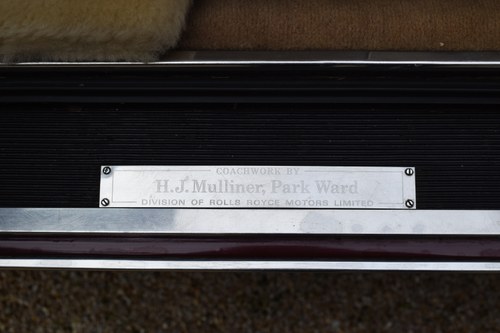 COACHWORK BY
H.J. Mulliner, Park Ward
DIVISION OF ROLLS ROYCE MOTORS LIMITED